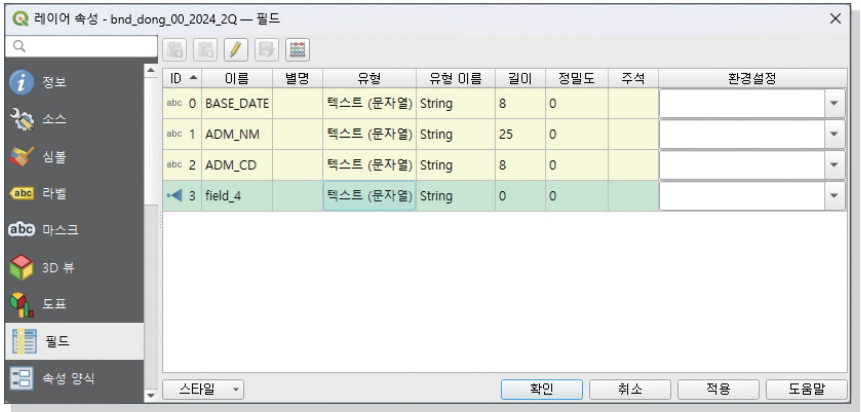 레이어 속성 - bnd_dong_00_2024_2Q — 필드
ID 이름 별명 유형 유형 이름 길이 정밀도 주석 환경설정
abc 0 BASE_DATE 텍스트 (문자열) String 8 0
abc 1 ADM_NM 텍스트 (문자열) String 25 0
abc 2 ADM_CD 텍스트 (문자열) String 8 0
3 field_4 텍스트 (문자열) String 0 0
정보
소스
심볼
abc 라벨
abc 마스크
3D 뷰
도표
필드
속성 양식
스타일 확인 취소 적용 도움말